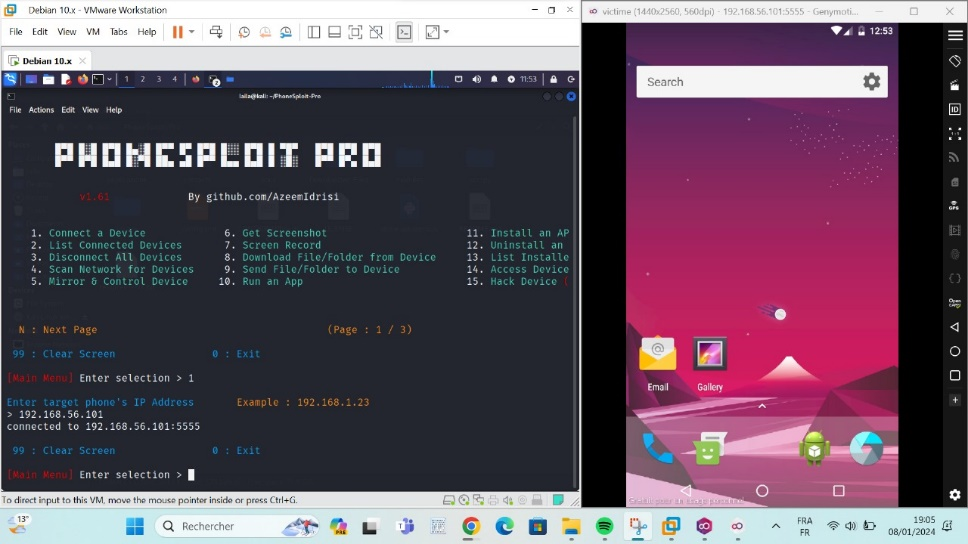 Debian 10.x - VMware Workstation
File Edit View VM Tabs Help
Debian 10.x
1 2 3 4
2
11:53
laila@kali: ~/PhoneSploit-Pro
File Actions Edit View Help
PHONESPLOIT PRO
v1.61 By github.com/AzeemIdrisi
1. Connect a Device 6. Get Screenshot 11. Install an AP
2. List Connected Devices 7. Screen Record 12. Uninstall an
3. Disconnect All Devices 8. Download File/Folder from Device 13. List Installe
4. Scan Network for Devices 9. Send File/Folder to Device 14. Access Device
5. Mirror & Control Device 10. Run an App 15. Hack Device (
N : Next Page (Page : 1 / 3)
99 : Clear Screen 0 : Exit
[Main Menu] Enter selection > 1
Enter target phone's IP Address Example : 192.168.1.23
> 192.168.56.101
connected to 192.168.56.101:5555
99 : Clear Screen 0 : Exit
[Main Menu] Enter selection >
To direct input to this VM, move the mouse pointer inside or press Ctrl+G.
victime (1440x2560, 560dpi) - 192.168.56.101:5555 - Genymoti...
12:53
Search
Email Gallery
ID
GPS
Open
Rechercher
13°
PRE
FRA
FR
19:05
08/01/2024